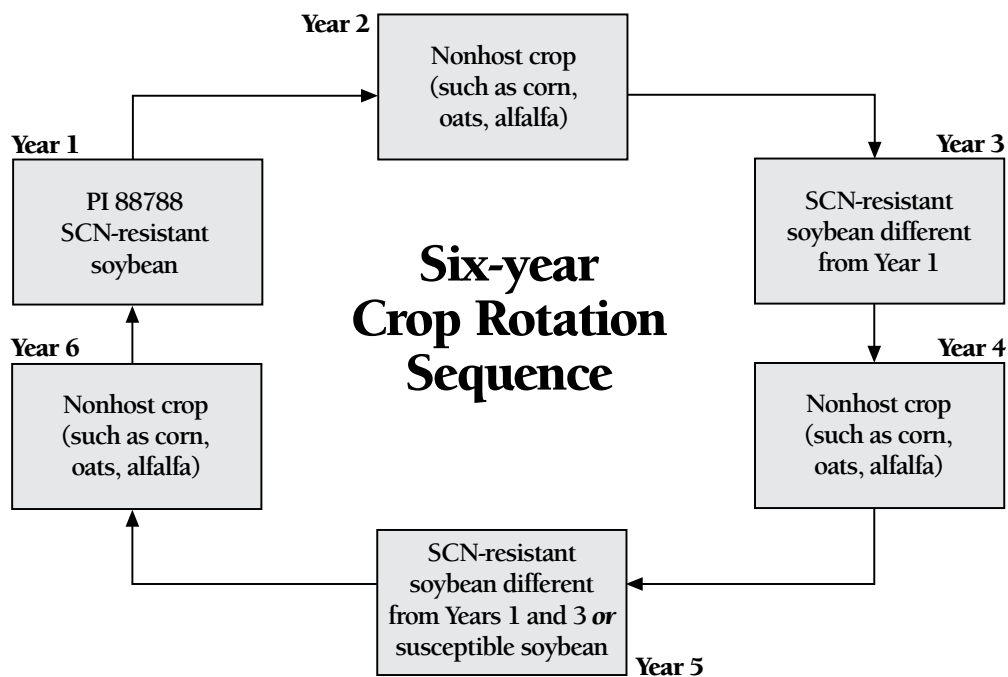 Six-year
Crop Rotation
Sequence
Year 1
PI 88788
SCN-resistant
soybean
Year 2
Nonhost crop
(such as corn,
oats, alfalfa)
Year 3
SCN-resistant
soybean different
from Year 1
Year 4
Nonhost crop
(such as corn,
oats, alfalfa)
Year 5
SCN-resistant
soybean different
from Years 1 and 3 or
susceptible soybean
Year 6
Nonhost crop
(such as corn,
oats, alfalfa)